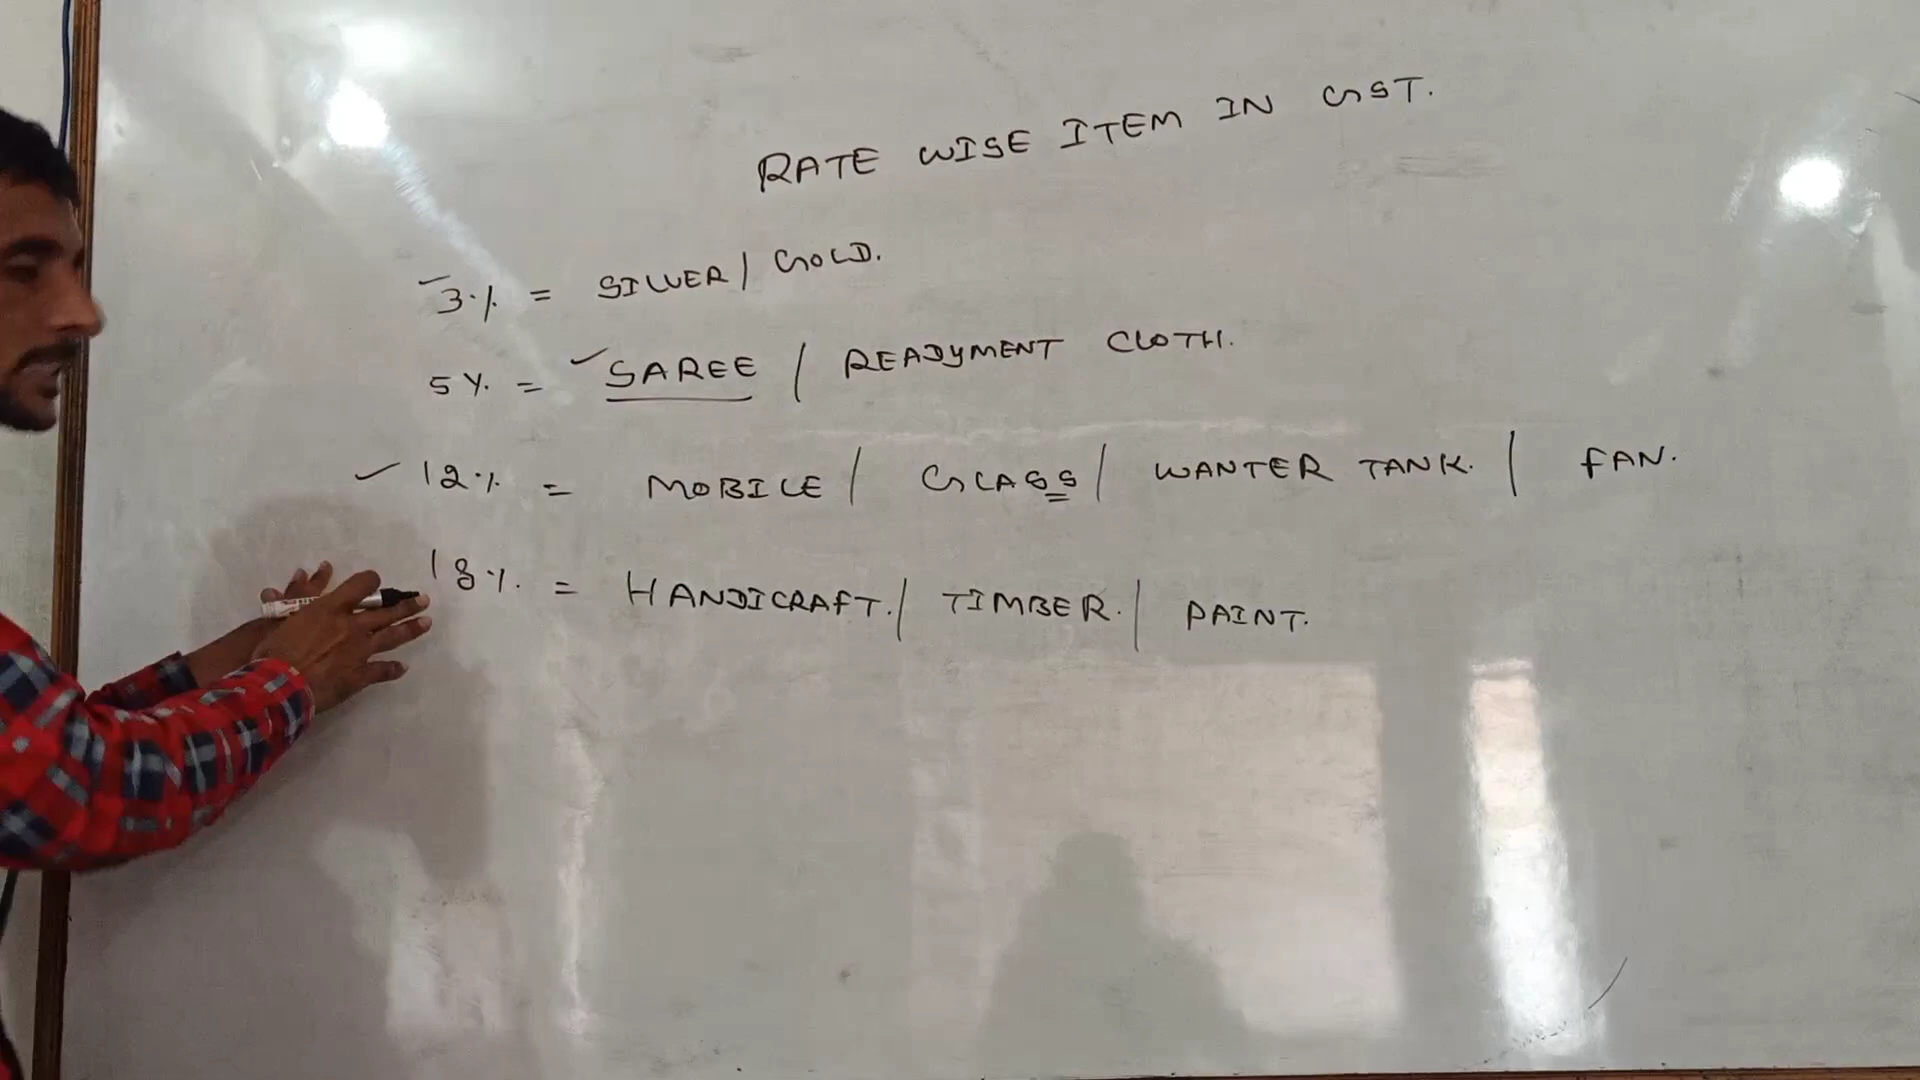 RATE WISE ITEM IN GST.
3% = SILVER / GOLD.
5% = SAREE / READYMENT CLOTH.
12% = MOBILE / GLASS / WANTER TANK. / FAN.
18% = HANDICRAFT. / TIMBER. / PAINT.